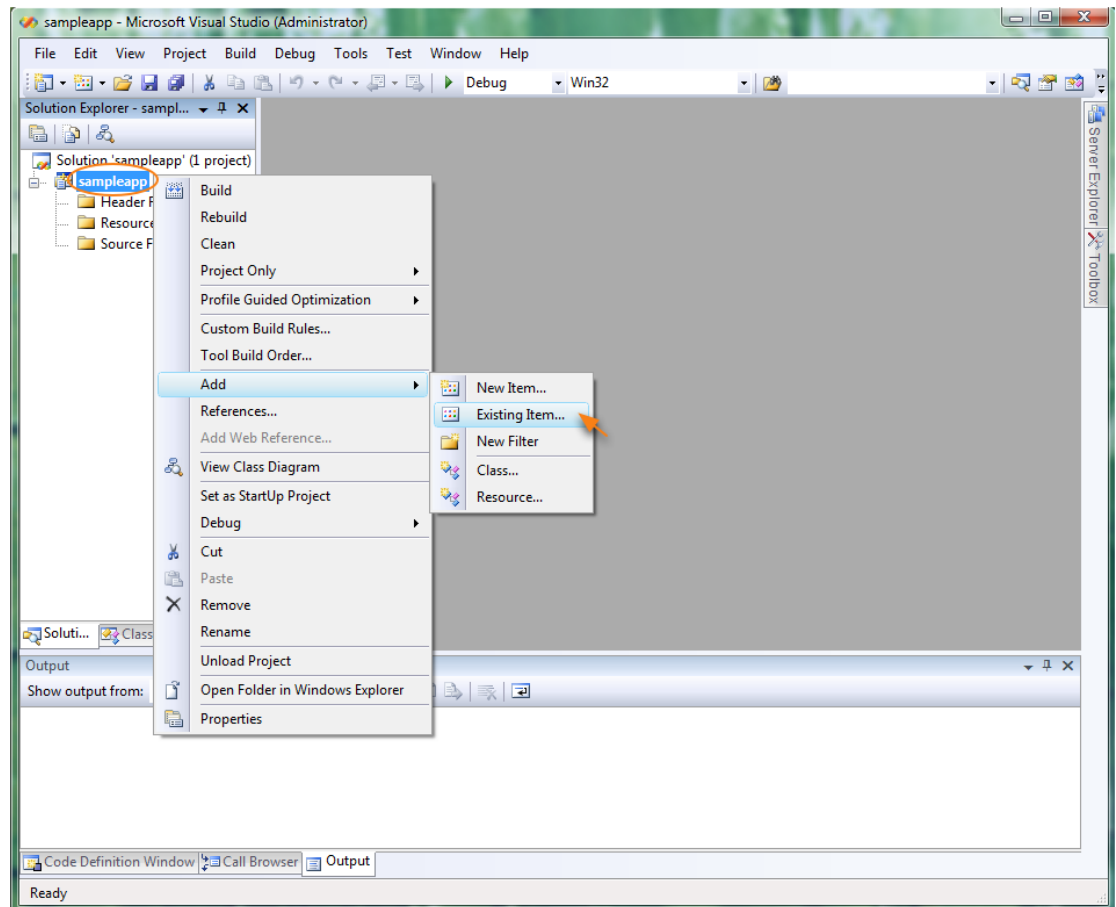 sampleapp - Microsoft Visual Studio (Administrator)
File Edit View Project Build Debug Tools Test Window Help
Debug Win32
Solution Explorer - sampl...
Solution 'sampleapp' (1 project)
sampleapp
Header F
Resource
Source F
Build
Rebuild
Clean
Project Only
Profile Guided Optimization
Custom Build Rules...
Tool Build Order...
Add
References...
Add Web Reference...
View Class Diagram
Set as StartUp Project
Debug
Cut
Paste
Remove
Rename
Unload Project
Open Folder in Windows Explorer
Properties
New Item...
Existing Item...
New Filter
Class...
Resource...
Server Explorer
Toolbox
Soluti... Class
Output
Show output from:
Code Definition Window Call Browser Output
Ready